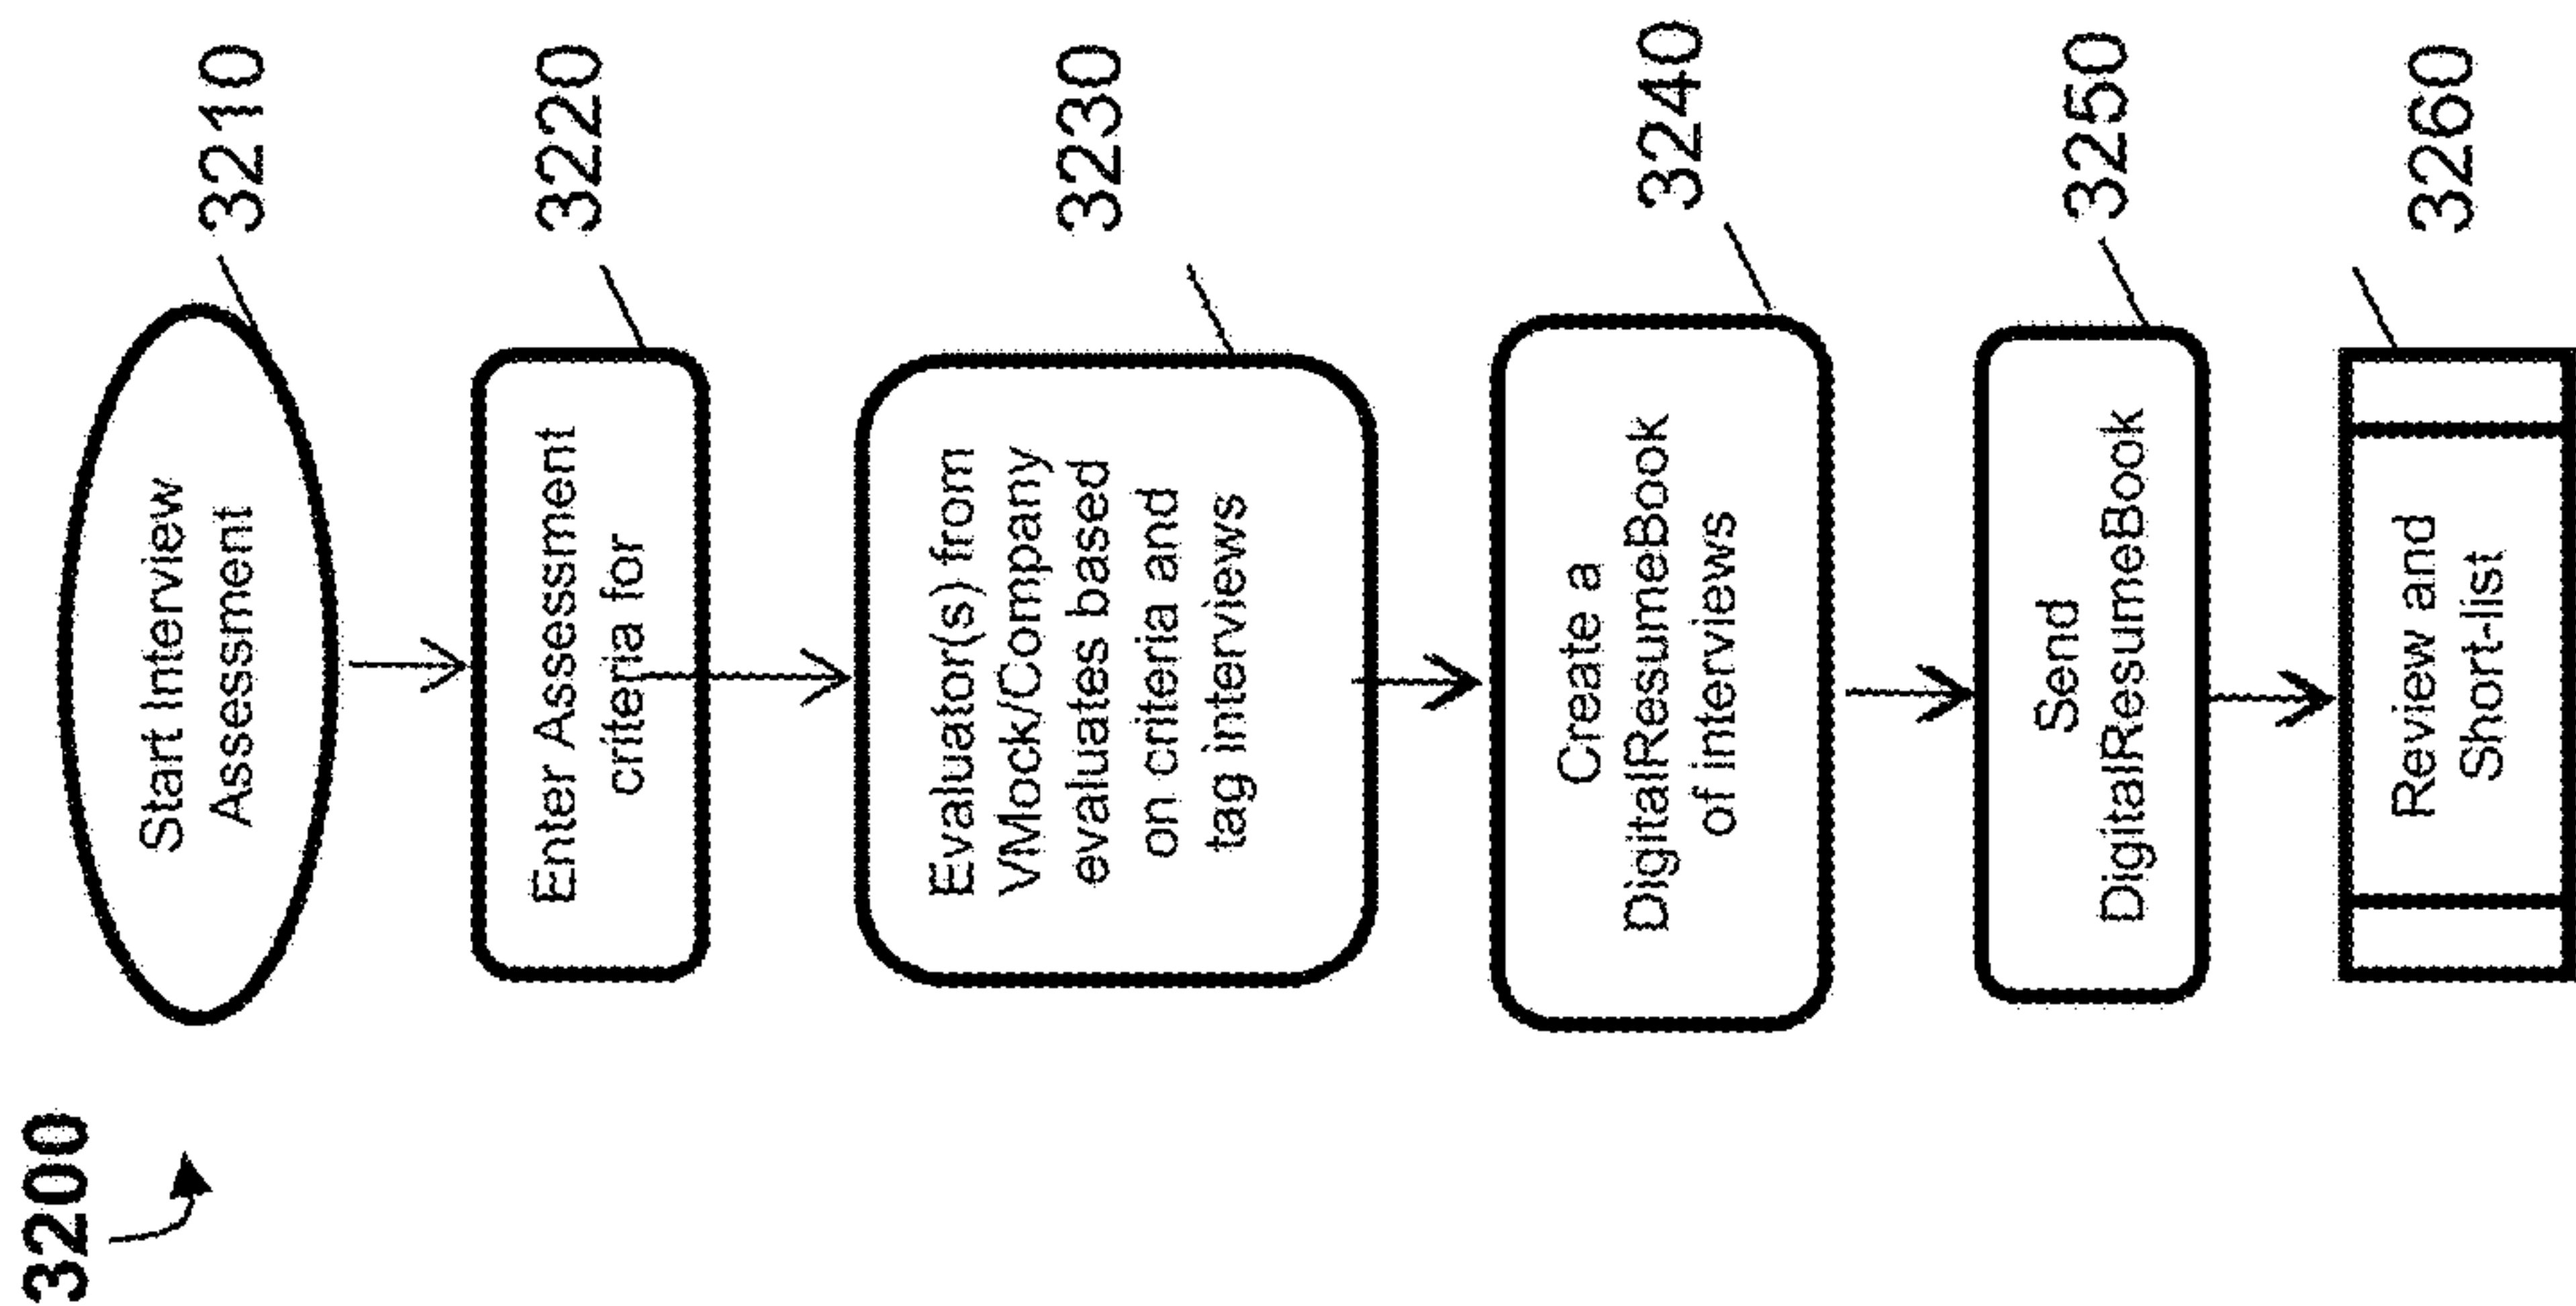 3200
Start Interview
Assessment
3210
Enter Assessment
criteria for
3220
Evaluator(s) from
VMock/Company
evaluates based
on criteria and
tag interviews
3230
Create a
DigitalResumeBook
of interviews
3240
Send
DigitalResumeBook
3250
Review and
Short-list
3260